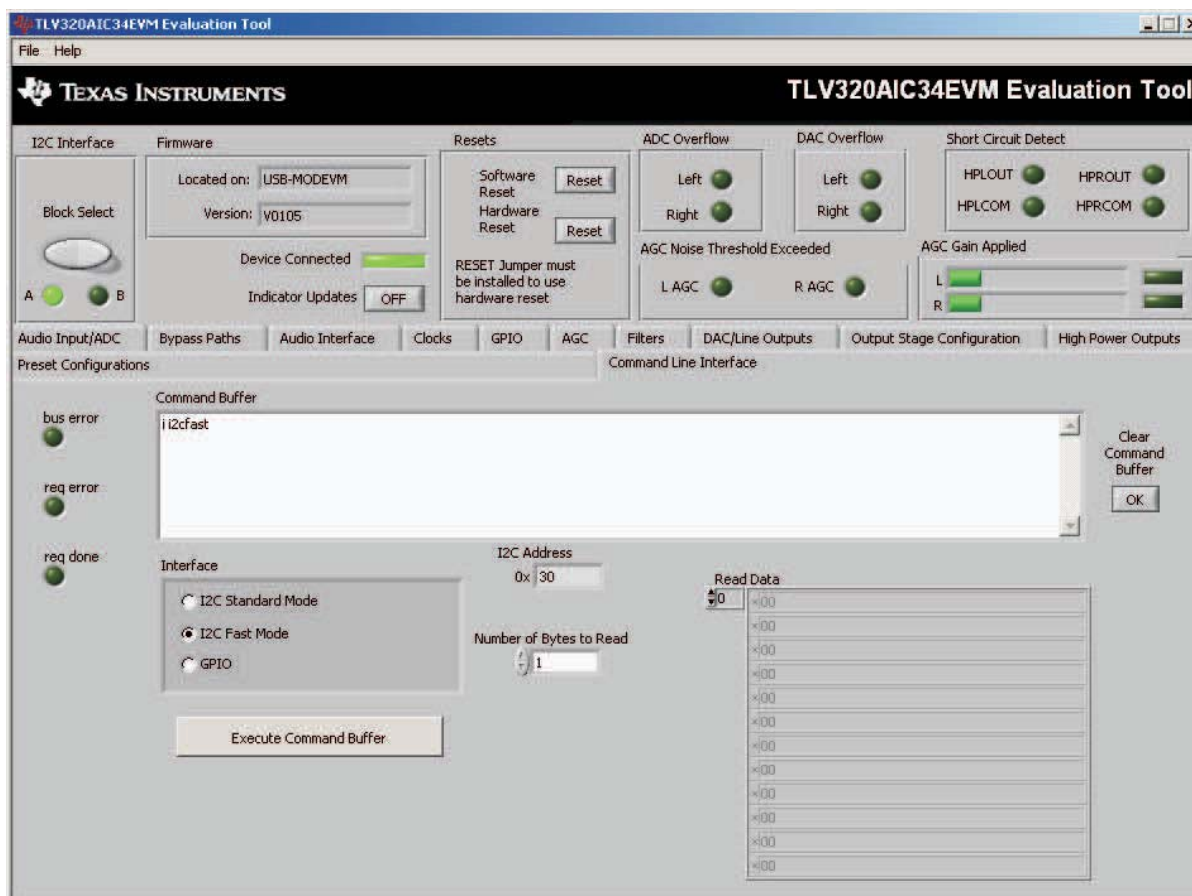 TLV320AIC34EVM Evaluation Tool
File Help
TEXAS INSTRUMENTS
TLV320AIC34EVM Evaluation Tool
I2C Interface
Block Select
A B
Firmware
Located on: USB-MODEVM
Version: V0105
Device Connected
Indicator Updates OFF
Resets
Software
Reset
Reset
Hardware
Reset
Reset
RESET Jumper must
be installed to use
hardware reset
ADC Overflow
Left
Right
DAC Overflow
Left
Right
Short Circuit Detect
HPLOUT HPROUT
HPLCOM HPRCOM
AGC Noise Threshold Exceeded
L AGC R AGC
AGC Gain Applied
L
R
Audio Input/ADC Bypass Paths Audio Interface Clocks GPIO AGC Filters DAC/Line Outputs Output Stage Configuration High Power Outputs
Preset Configurations Command Line Interface
bus error
req error
req done
Command Buffer
i i2cfast
Clear
Command
Buffer
OK
Interface
I2C Standard Mode
I2C Fast Mode
GPIO
I2C Address
0x 30
Number of Bytes to Read
1
Execute Command Buffer
Read Data
0
x00
x00
x00
x00
x00
x00
x00
x00
x00
x00
x00
x00